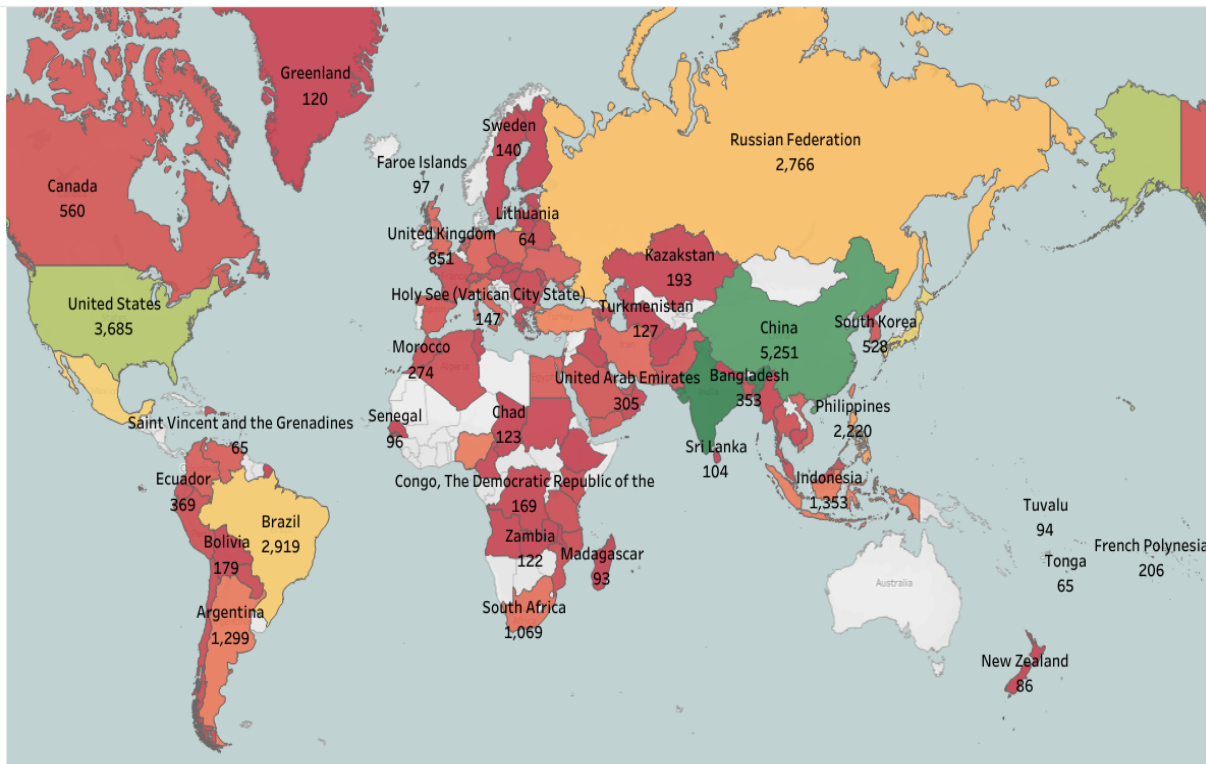 Greenland
120
Sweden
140
Faroe Islands
97
Russian Federation
2,766
Canada
560
Lithuania
64
United Kingdom
851
Kazakstan
193
Holy See (Vatican City State)
147
Turkmenistan
127
United States
3,685
China
5,251
South Korea
528
Morocco
274
United Arab Emirates
305
Bangladesh
353
Philippines
2,220
Saint Vincent and the Grenadines
65
Senegal
96
Chad
123
Sri Lanka
104
Ecuador
369
Congo, The Democratic Republic of the
169
Indonesia
1,353
Brazil
2,919
Tuvalu
94
Bolivia
179
Zambia
122
Madagascar
93
French Polynesia
206
Tonga
65
Australia
Argentina
1,299
South Africa
1,069
New Zealand
86